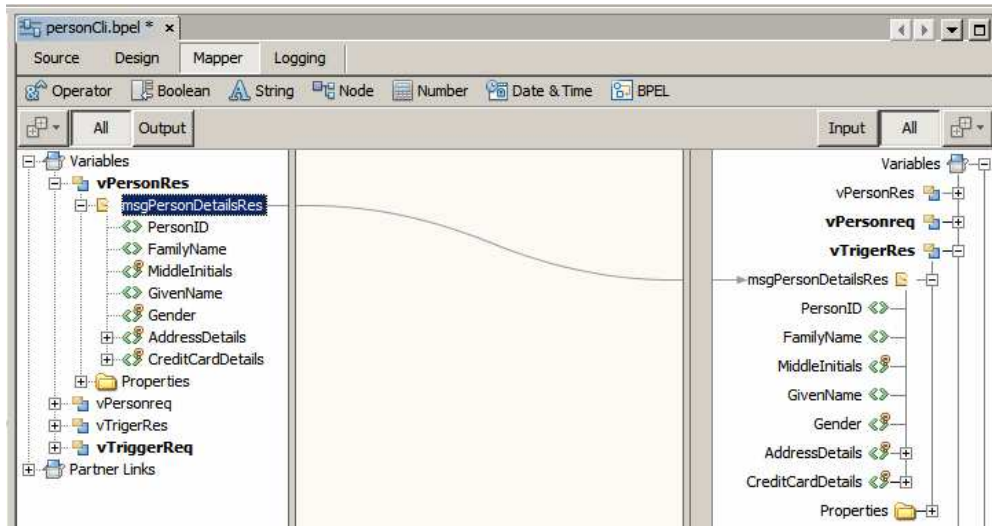 personCli.bpel * x
Source Design Mapper Logging
Operator Boolean String Node Number Date & Time BPEL
All Output Input All
Variables
vPersonRes
msgPersonDetailsRes
PersonID
FamilyName
MiddleInitials
GivenName
Gender
AddressDetails
CreditCardDetails
Properties
vPersonreq
vTrigerRes
vTriggerReq
Partner Links
Variables
vPersonRes
vPersonreq
vTrigerRes
msgPersonDetailsRes
PersonID
FamilyName
MiddleInitials
GivenName
Gender
AddressDetails
CreditCardDetails
Properties